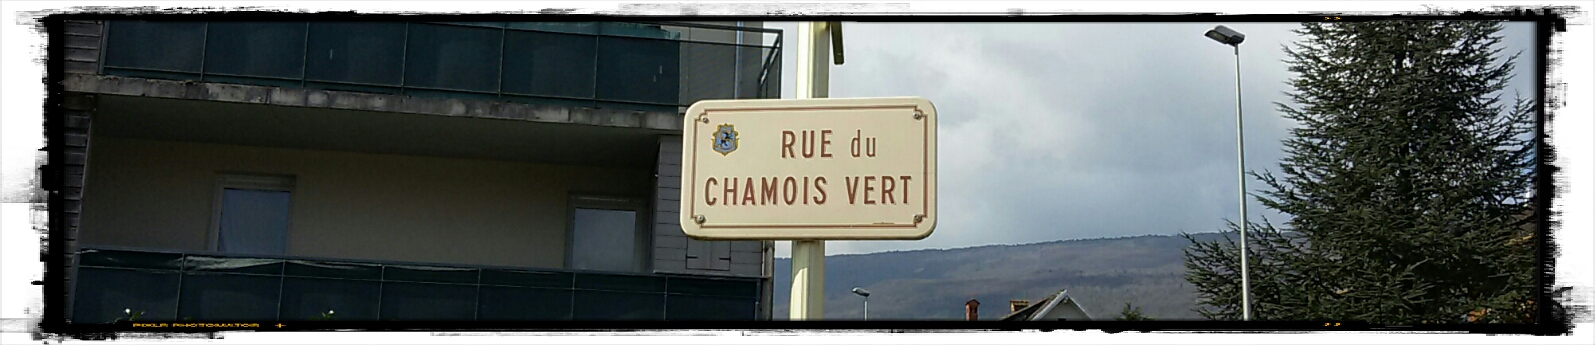 RUE du
CHAMOIS VERT